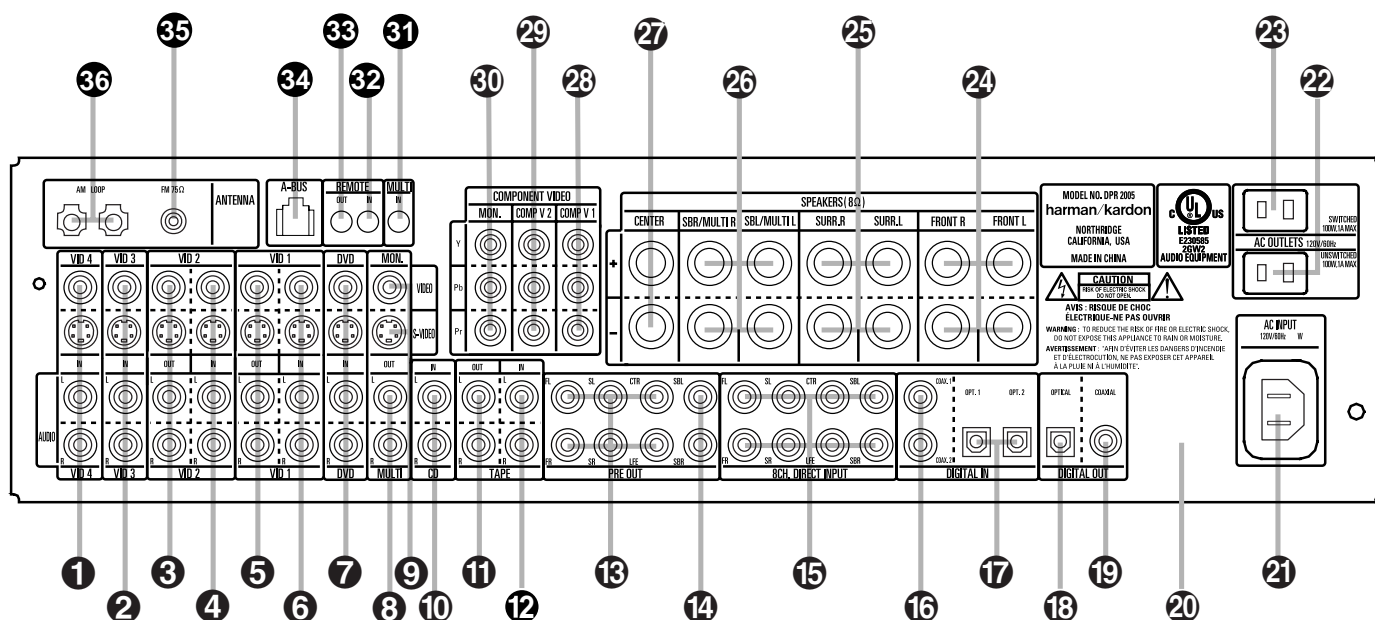 35 33 31 29 27 25 23
36 34 32 30 28 26 24 22
AM LOOP FM 75Ω ANTENNA
A-BUS REMOTE MULTI
OUT IN IN
COMPONENT VIDEO
MON. COMP V 2 COMP V 1
Y
Pb
Pr
SPEAKERS(8Ω)
CENTER SBR/MULTI R SBL/MULTI L SURR.R SURR.L FRONT R FRONT L
+
−
MODEL NO. DPR 2005
harman/kardon
NORTHRIDGE
CALIFORNIA, USA
MADE IN CHINA
C UL US
LISTED
E230585
2GW2
AUDIO EQUIPMENT
SWITCHED
100W,1A MAX
AC OUTLETS 120V/60Hz
UNSWITCHED
100W,1A MAX
CAUTION
RISK OF ELECTRIC SHOCK
DO NOT OPEN.
AVIS : RISQUE DE CHOC
ÉLECTRIQUE-NE PAS OUVRIR
WARNING : TO REDUCE THE RISK OF FIRE OR ELECTRIC SHOCK,
DO NOT EXPOSE THIS APPLIANCE TO RAIN OR MOISTURE.
AVERTISSEMENT : "AFIN D'ÉVITER LES DANGERS D'INCENDIE
ET D'ÉLECTROCUTION, NE PAS EXPOSER CET APPAREIL
À LA PLUIE NI À L'HUMIDITE".
AC INPUT
120V/60Hz W
VID 4 VID 3 VID 2 VID 1 DVD MON.
VIDEO
S-VIDEO
IN IN OUT IN OUT IN IN OUT IN OUT IN
AUDIO
L L L L L L L L L L L
R R R R R R R R R R R
VID 4 VID 3 VID 2 VID 1 DVD MULTI CD TAPE
FL SL CTR SBL
FR SR LFE SBR
PRE OUT
FL SL CTR SBL
FR SR LFE SBR
8CH. DIRECT INPUT
COAX. 1 OPT. 1 OPT. 2
COAX. 2
DIGITAL IN
OPTICAL COAXIAL
DIGITAL OUT
1 3 5 7 9 11 13 15 17 19 21
2 4 6 8 10 12 14 16 18 20